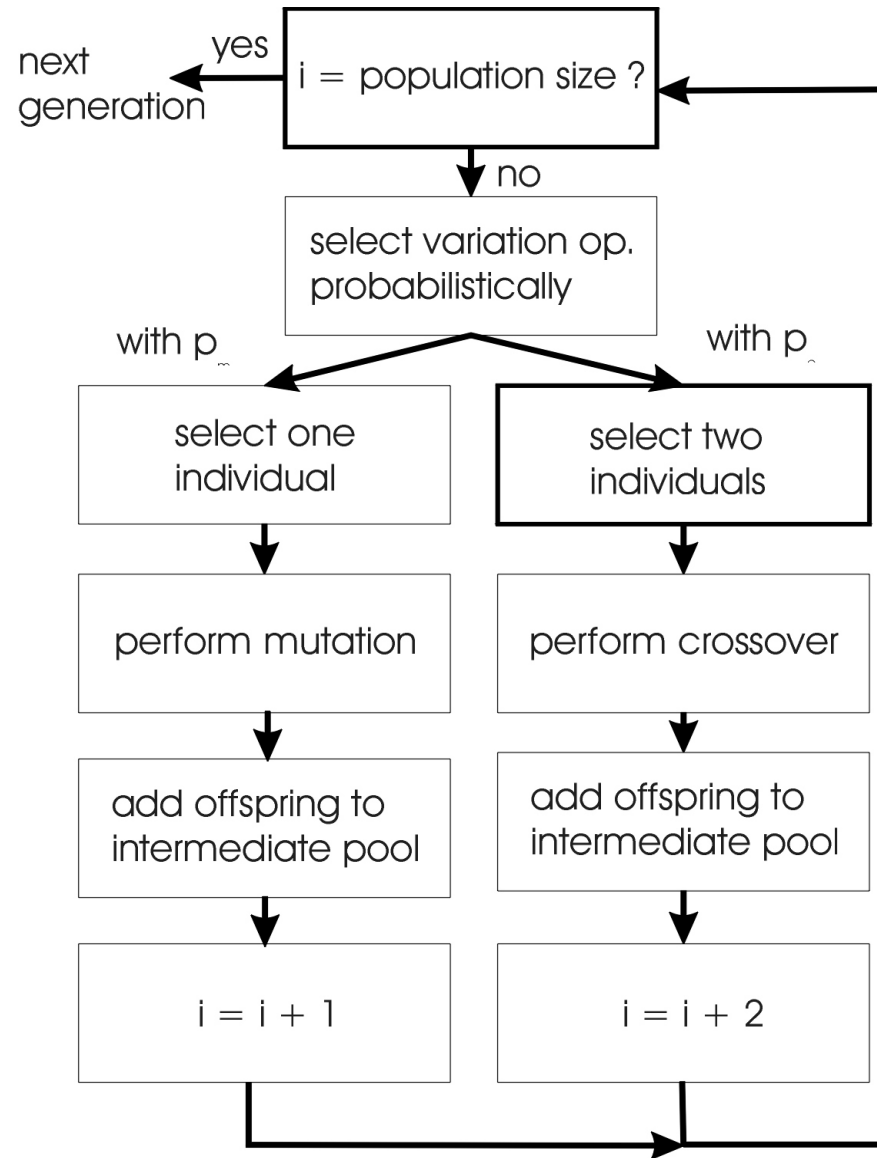 yes
next
generation
i = population size ?
no
select variation op.
probabilistically
with p
m
with p
select one
individual
select two
individuals
perform mutation
perform crossover
add offspring to
intermediate pool
add offspring to
intermediate pool
i = i + 1
i = i + 2